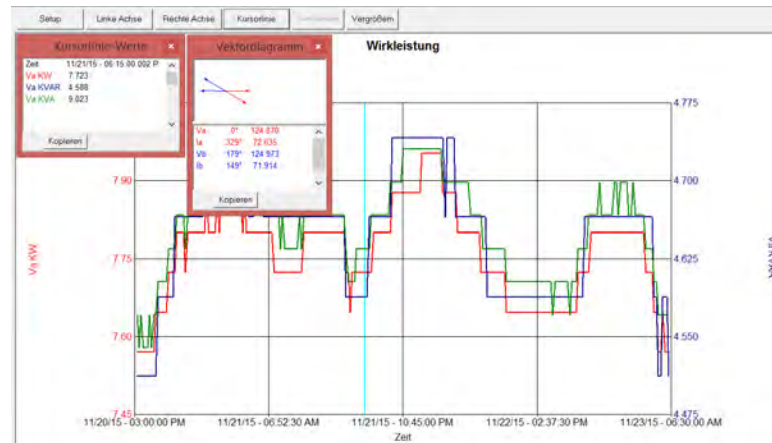 Setup Linke Achse Rechte Achse Kursorlinie Vergrößern
Wirkleistung
Kursorlinie-Werte ×
Zeit 11/21/15 - 06:15:00.002 P
Va KW 7.723
Va KVAR 4.588
Va KVA 9.023
Kopieren
Vektordiagramm ×
Va 0° 124.870
Ia 329° 72.635
Vb 179° 124.973
Ib 149° 71.914
Kopieren
4.775
7.90 4.700
7.75 4.625
7.60 4.550
7.45 4.475
Va KW
11/20/15 - 03:00:00 PM 11/21/15 - 06:52:30 AM 11/21/15 - 10:45:00 PM 11/22/15 - 02:37:30 PM 11/23/15 - 06:30:00 AM
Zeit